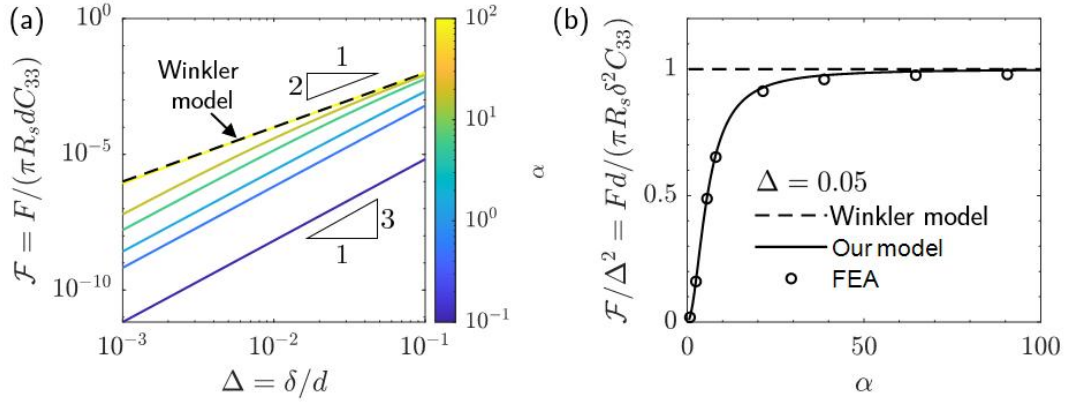 (a)
10^0
10^-5
10^-10
F = F/(πR_s dC_33)
Winkler
model
1
2
3
1
10^-3
10^-2
10^-1
Δ = δ/d
10^2
10^1
10^0
10^-1
α
(b)
1
0.5
0
F/Δ^2 = Fd/(πR_s δ^2 C_33)
Δ = 0.05
Winkler model
Our model
FEA
0
50
100
α